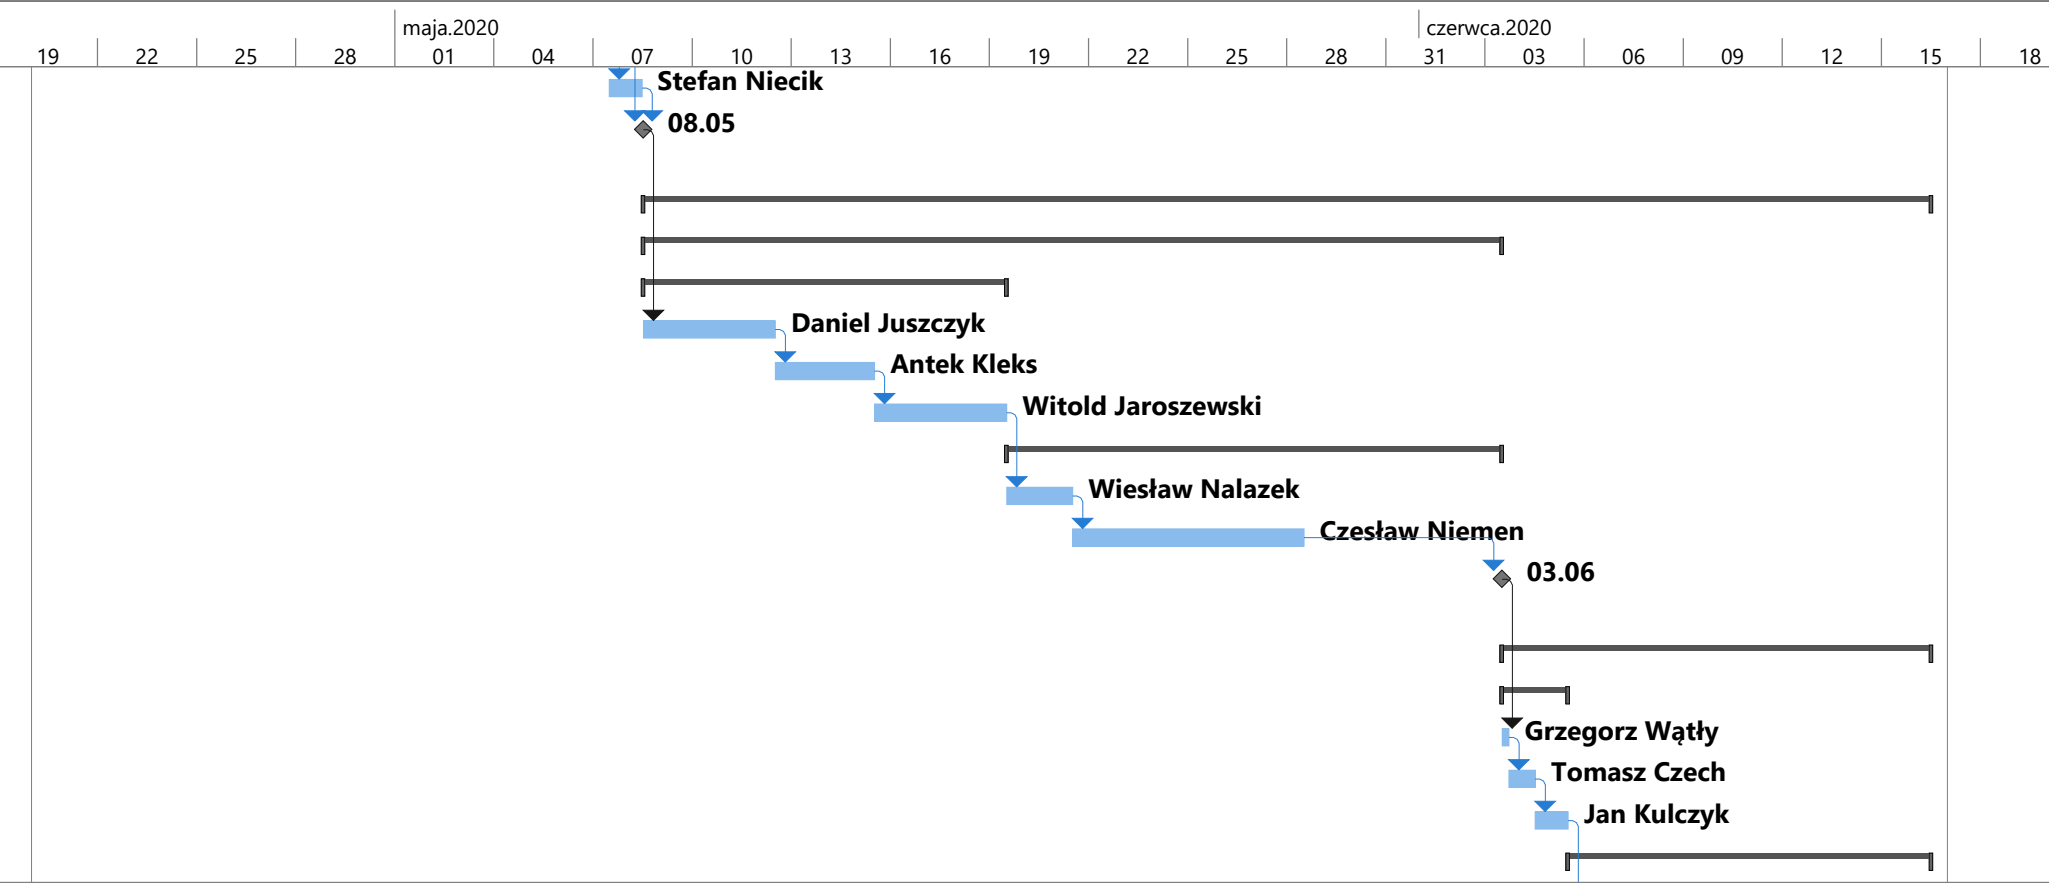 maja.2020 czerwca.2020
19 22 25 28 01 04 07 10 13 16 19 22 25 28 31 03 06 09 12 15 18
Stefan Niecik
08.05
Daniel Juszczyk
Antek Kleks
Witold Jaroszewski
Wiesław Nalazek
Czesław Niemen
03.06
Grzegorz Wątły
Tomasz Czech
Jan Kulczyk